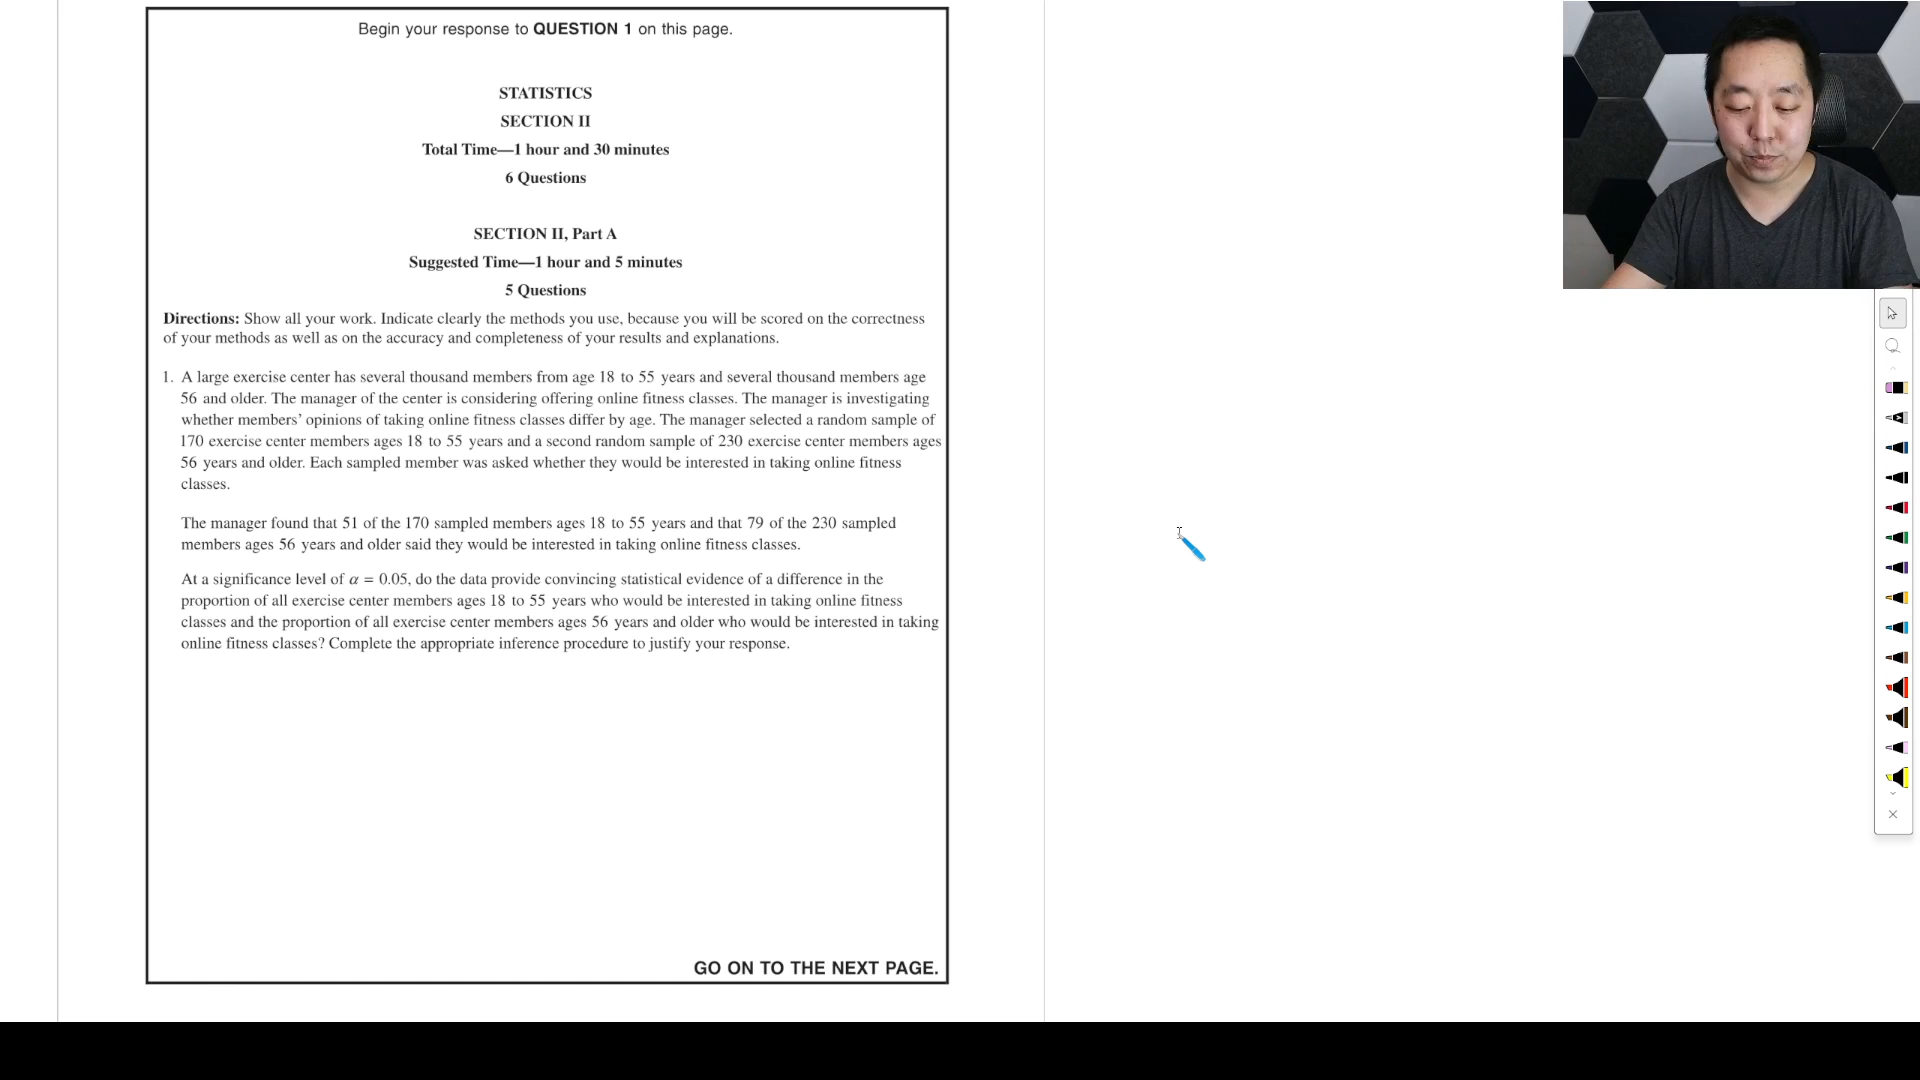 Begin your response to QUESTION 1 on this page.
STATISTICS
SECTION II
Total Time—1 hour and 30 minutes
6 Questions
SECTION II, Part A
Suggested Time—1 hour and 5 minutes
5 Questions
Directions: Show all your work. Indicate clearly the methods you use, because you will be scored on the correctness
of your methods as well as on the accuracy and completeness of your results and explanations.
1. A large exercise center has several thousand members from age 18 to 55 years and several thousand members age
56 and older. The manager of the center is considering offering online fitness classes. The manager is investigating
whether members’ opinions of taking online fitness classes differ by age. The manager selected a random sample of
170 exercise center members ages 18 to 55 years and a second random sample of 230 exercise center members ages
56 years and older. Each sampled member was asked whether they would be interested in taking online fitness
classes.
The manager found that 51 of the 170 sampled members ages 18 to 55 years and that 79 of the 230 sampled
members ages 56 years and older said they would be interested in taking online fitness classes.
At a significance level of α = 0.05, do the data provide convincing statistical evidence of a difference in the
proportion of all exercise center members ages 18 to 55 years who would be interested in taking online fitness
classes and the proportion of all exercise center members ages 56 years and older who would be interested in taking
online fitness classes? Complete the appropriate inference procedure to justify your response.
GO ON TO THE NEXT PAGE.